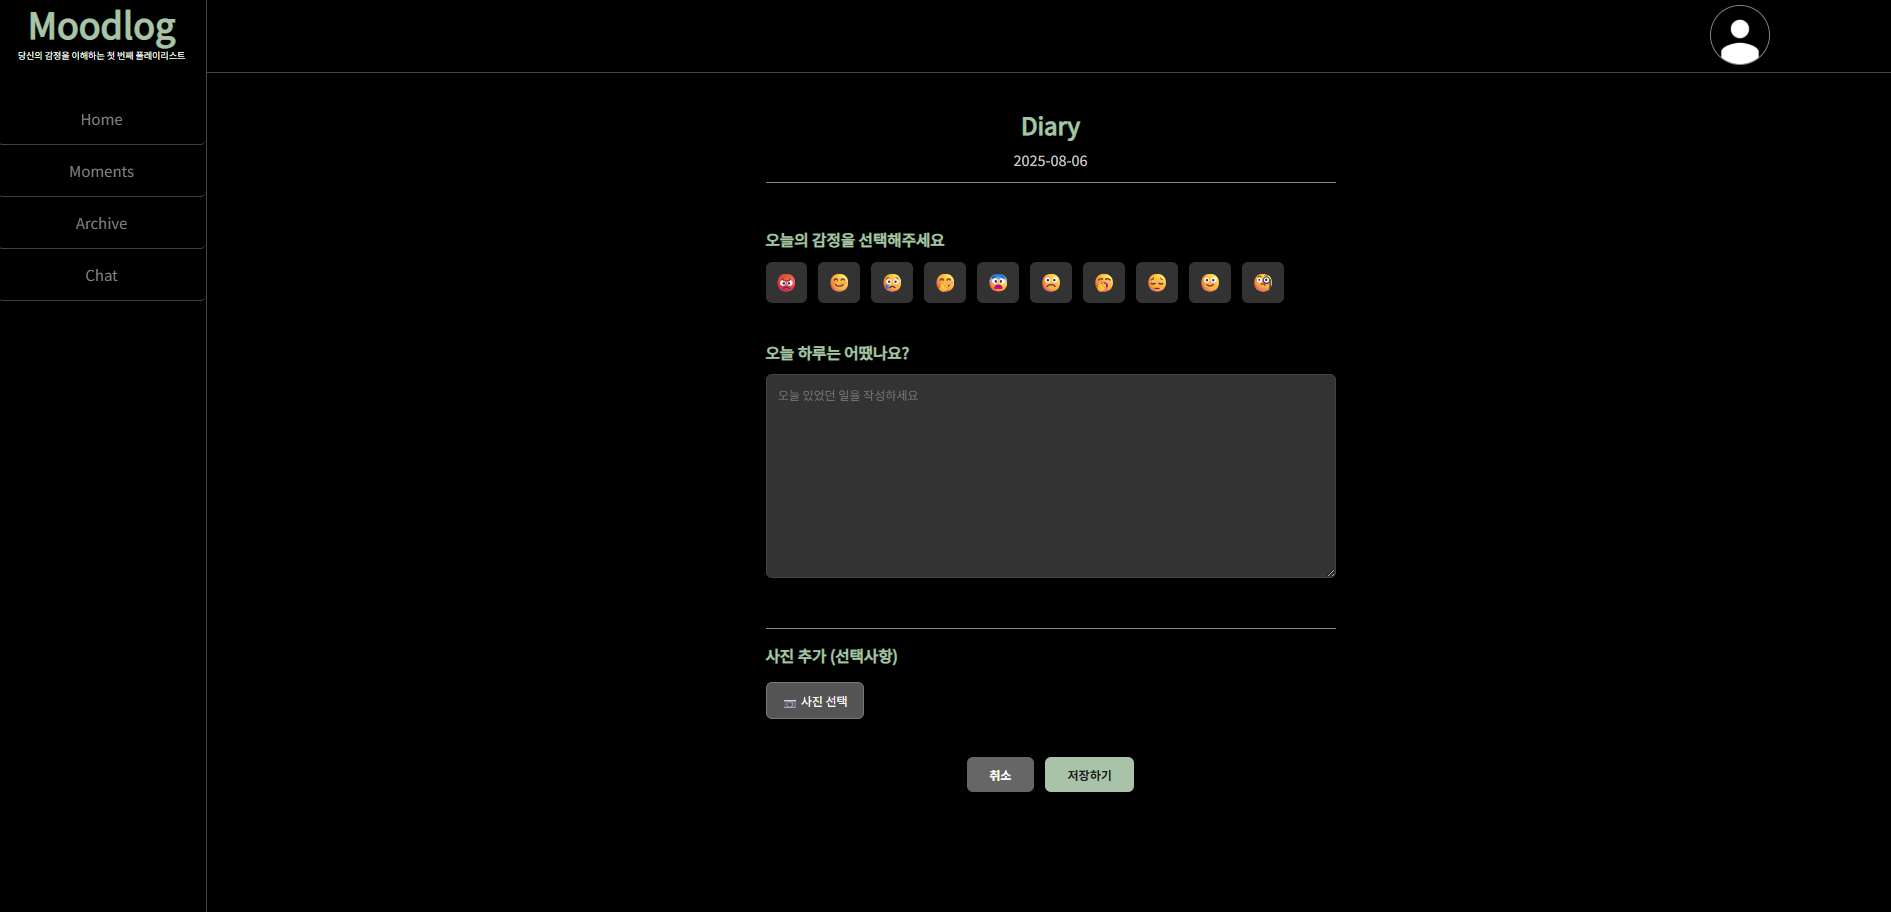 Moodlog
당신의 감정을 이해하는 첫 번째 플레이리스트
Home
Moments
Archive
Chat
Diary
2025-08-06
오늘의 감정을 선택해주세요
오늘 하루는 어땠나요?
오늘 있었던 일을 작성하세요
사진 추가 (선택사항)
사진 선택
취소
저장하기